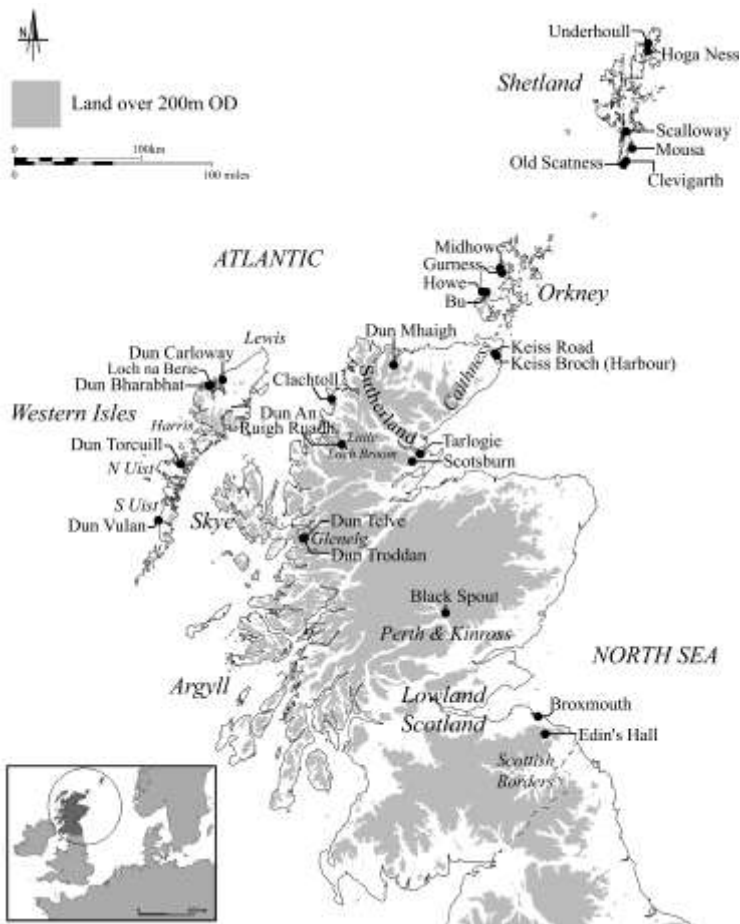 N
Land over 200m OD
0 100km
0 100 miles
Underhoull
Hoga Ness
Shetland
Scalloway
Mousa
Old Scatness
Clevigarth
ATLANTIC
Midhowe
Gurness
Howe
Bu
Orkney
Dun Mhaigh
Keiss Road
Keiss Broch (Harbour)
Caithness
Lewis
Dun Carloway
Loch na Berie
Dun Bharabhat
Clachtoll
Sutherland
Western Isles
Harris
Dun An
Ruigh Ruadh
Little
Loch Broom
Tarlogie
Scotsburn
Dun Torcuill
N Uist
S Uist
Dun Vulan
Skye
Dun Telve
Glenelg
Dun Troddan
Black Spout
Perth & Kinross
NORTH SEA
Argyll
Lowland
Scotland
Broxmouth
Edin's Hall
Scottish
Borders